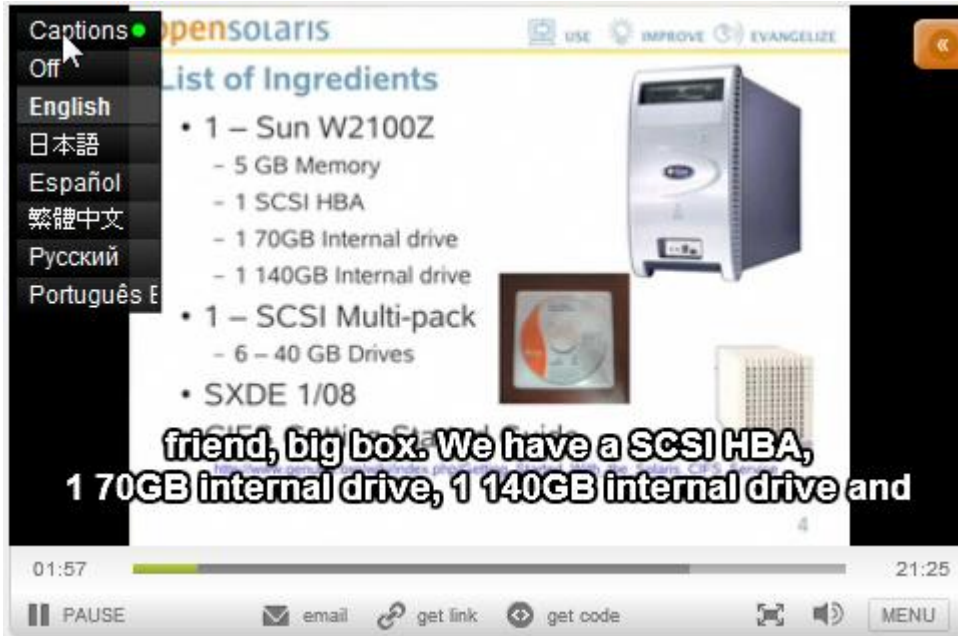 Captions
Off
English
日本語
Español
繁體中文
Русский
Português
opensolaris
USE IMPROVE EVANGELIZE
List of Ingredients
• 1 – Sun W2100Z
– 5 GB Memory
– 1 SCSI HBA
– 1 70GB Internal drive
– 1 140GB Internal drive
• 1 – SCSI Multi-pack
– 6 – 40 GB Drives
• SXDE 1/08
friend, big box. We have a SCSI HBA,
1 70GB internal drive, 1 140GB internal drive and
4
01:57
21:25
PAUSE
email
get link
get code
MENU